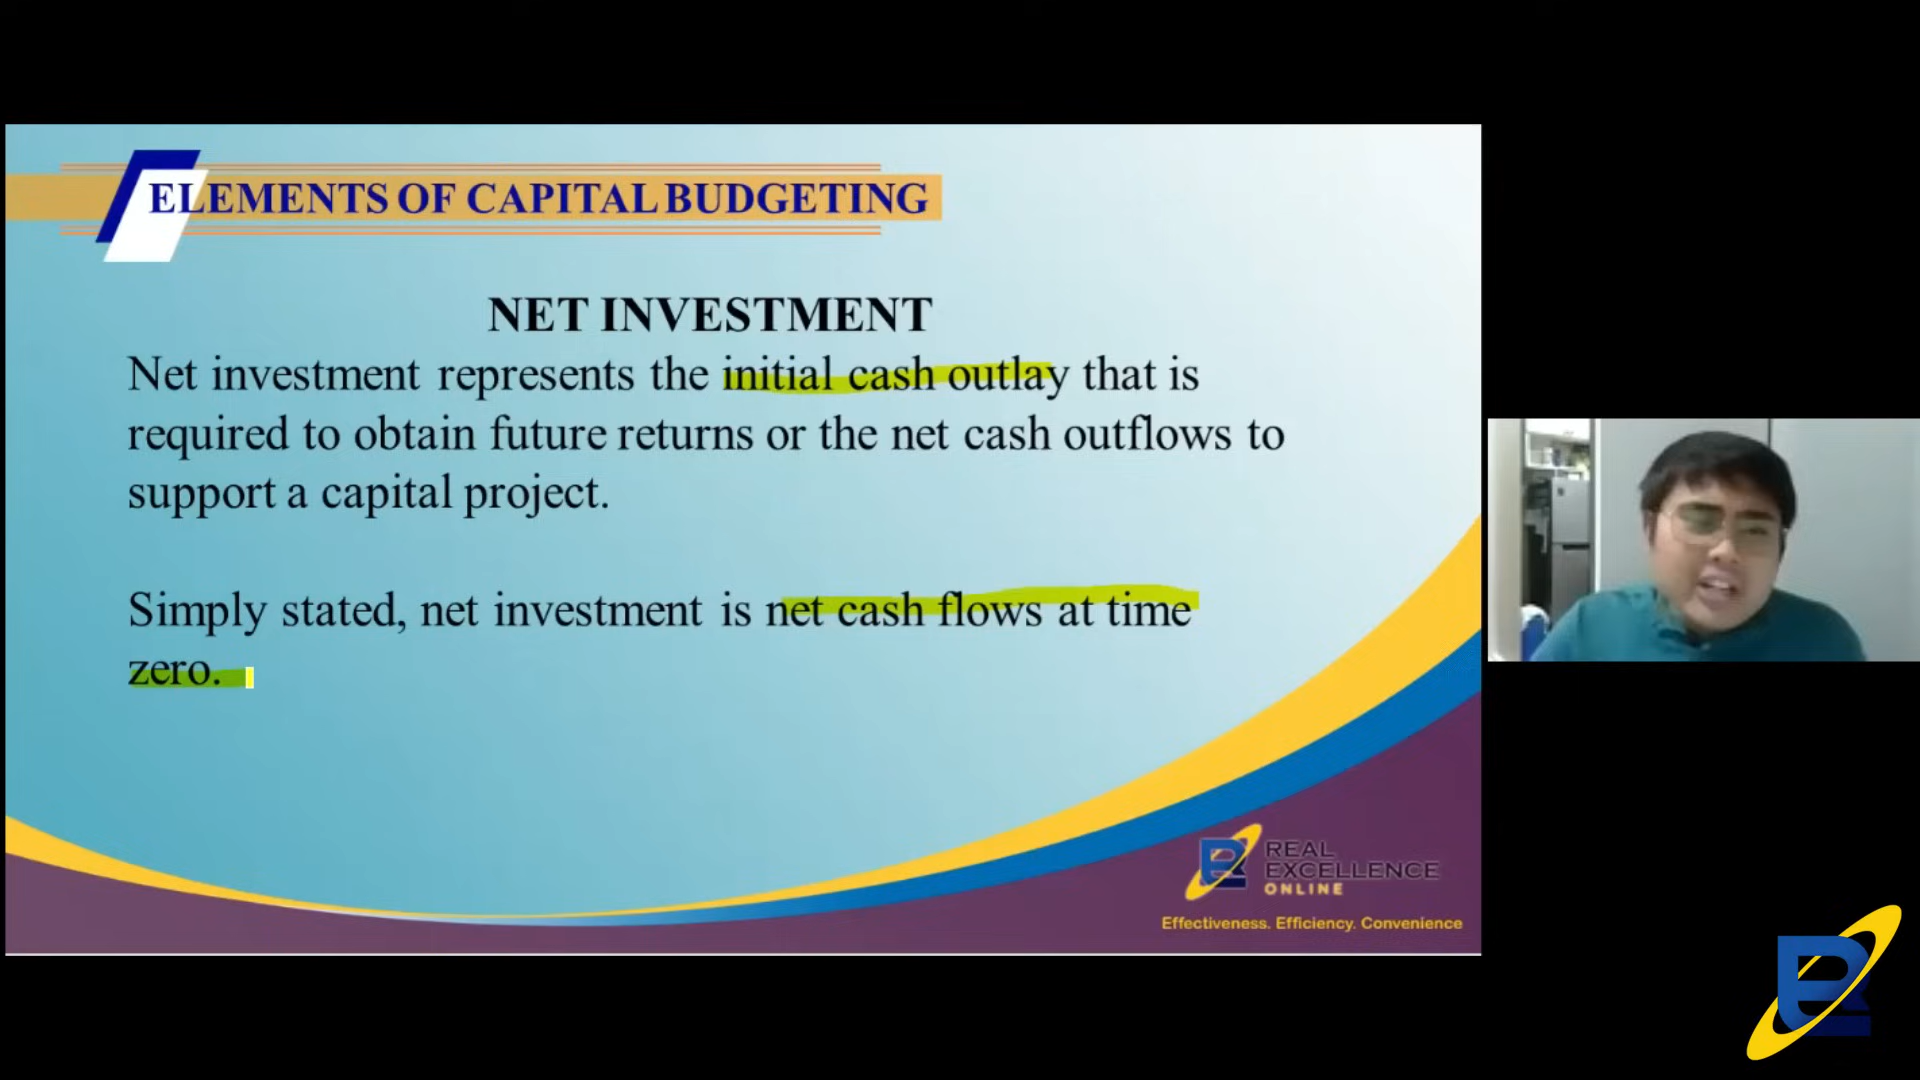 ELEMENTS OF CAPITAL BUDGETING
NET INVESTMENT
Net investment represents the initial cash outlay that is
required to obtain future returns or the net cash outflows to
support a capital project.
Simply stated, net investment is net cash flows at time
zero.
REAL
EXCELLENCE
ONLINE
Effectiveness. Efficiency. Convenience